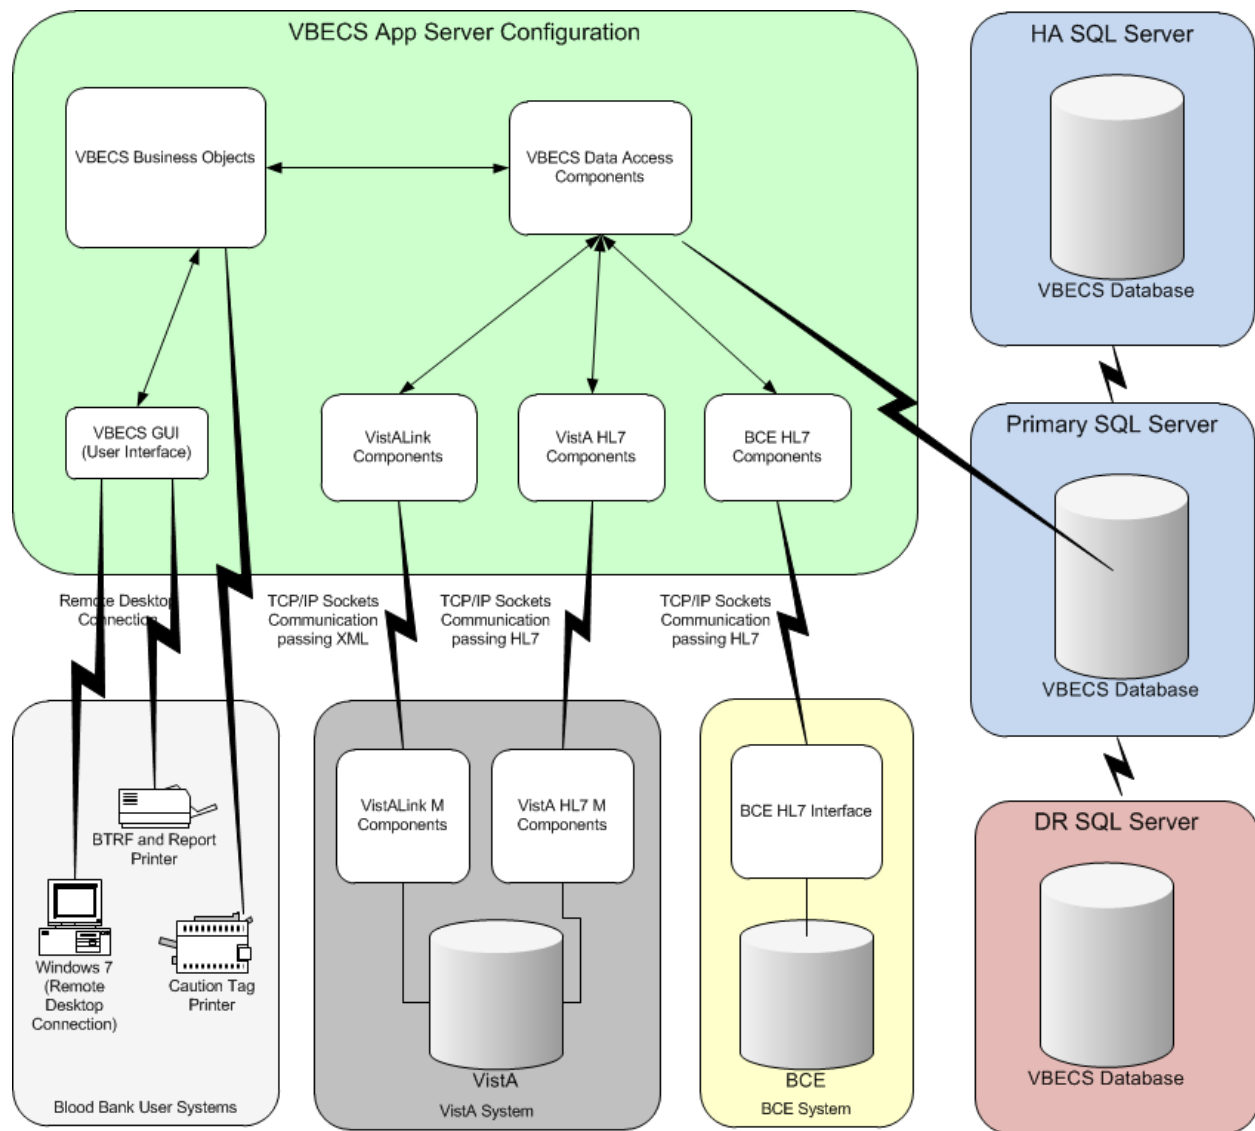 VBECS App Server Configuration
VBECS Business Objects
VBECS Data Access
Components
VBECS GUI
(User Interface)
VistALink
Components
VistA HL7
Components
BCE HL7
Components
HA SQL Server
VBECS Database
Primary SQL Server
VBECS Database
DR SQL Server
VBECS Database
Remote Desktop
Connection
TCP/IP Sockets
Communication
passing XML
TCP/IP Sockets
Communication
passing HL7
TCP/IP Sockets
Communication
passing HL7
BTRF and Report
Printer
Windows 7
(Remote
Desktop
Connection)
Caution Tag
Printer
Blood Bank User Systems
VistALink M
Components
VistA HL7 M
Components
VistA
VistA System
BCE HL7 Interface
BCE
BCE System